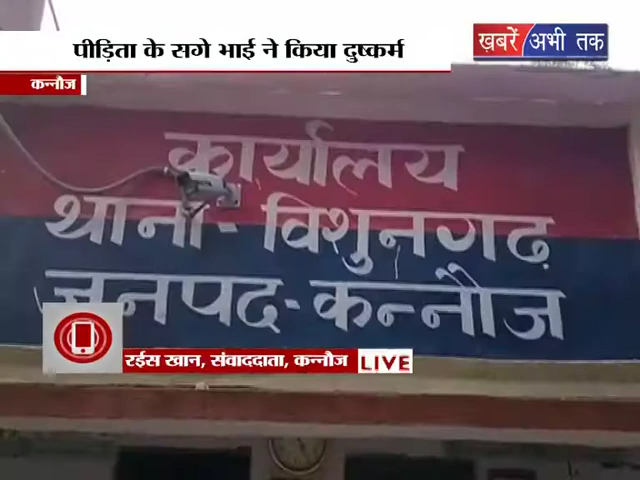 पीड़िता के सगे भाई ने किया दुष्कर्म
ख़बरें अभी तक
कन्नौज
कार्यालय
थाना - विशुनगढ़
जनपद - कन्नौज
रईस खान, संवाददाता, कन्नौज
LIVE